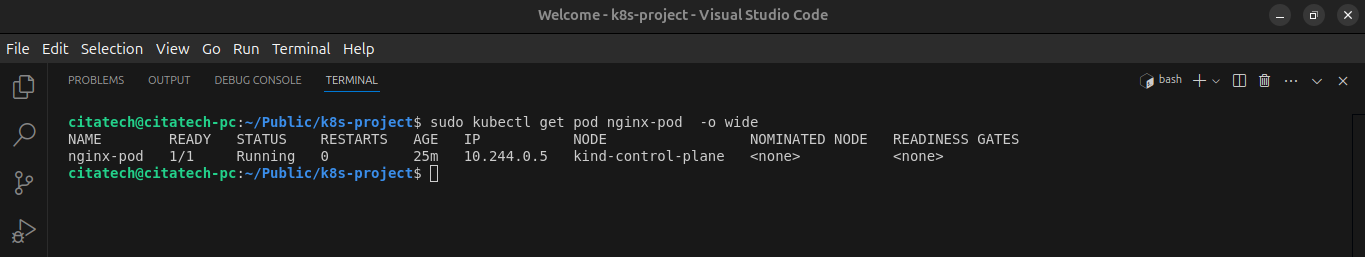 Welcome - k8s-project - Visual Studio Code
File Edit Selection View Go Run Terminal Help
PROBLEMS OUTPUT DEBUG CONSOLE TERMINAL bash
citatech@citatech-pc:~/Public/k8s-project$ sudo kubectl get pod nginx-pod  -o wide
NAME        READY   STATUS    RESTARTS   AGE   IP           NODE                 NOMINATED NODE   READINESS GATES
nginx-pod   1/1     Running   0          25m   10.244.0.5   kind-control-plane   <none>           <none>
citatech@citatech-pc:~/Public/k8s-project$